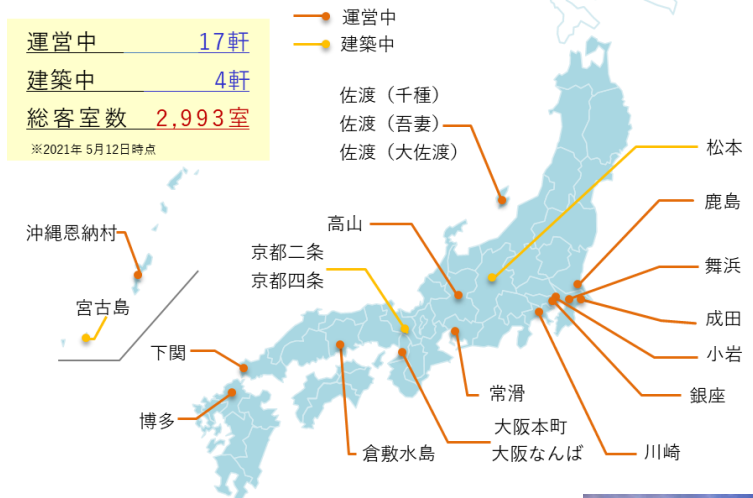 運営中 17軒
建築中 4軒
総客室数 2,993室
※2021年 5月12日時点
運営中
建築中
佐渡（千種）
佐渡（吾妻）
佐渡（大佐渡）
松本
鹿島
舞浜
成田
小岩
銀座
川崎
高山
京都二条
京都四条
沖縄恩納村
宮古島
下関
博多
倉敷水島
常滑
大阪本町
大阪なんば